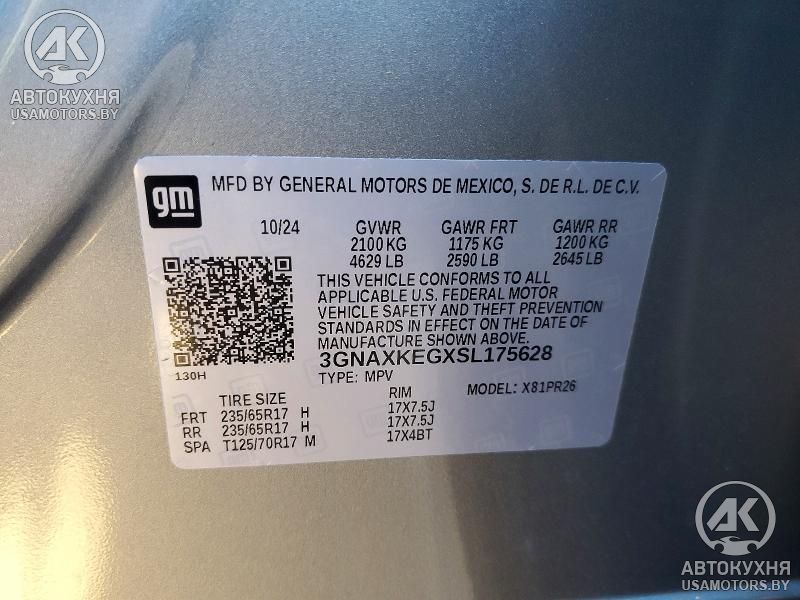 AK
АВТОКУХНЯ
USAMOTORS.BY
gm
MFD BY GENERAL MOTORS DE MEXICO, S. DE R.L. DE C.V.
10/24 GVWR GAWR FRT GAWR RR
2100 KG 1175 KG 1200 KG
4629 LB 2590 LB 2645 LB
THIS VEHICLE CONFORMS TO ALL
APPLICABLE U.S. FEDERAL MOTOR
VEHICLE SAFETY AND THEFT PREVENTION
STANDARDS IN EFFECT ON THE DATE OF
MANUFACTURE SHOWN ABOVE.
3GNAXKEGXSL175628
130H
TYPE: MPV MODEL: X81PR26
TIRE SIZE RIM
FRT 235/65R17 H 17X7.5J
RR 235/65R17 H 17X7.5J
SPA T125/70R17 M 17X4BT
AK
АВТОКУХНЯ
USAMOTORS.BY